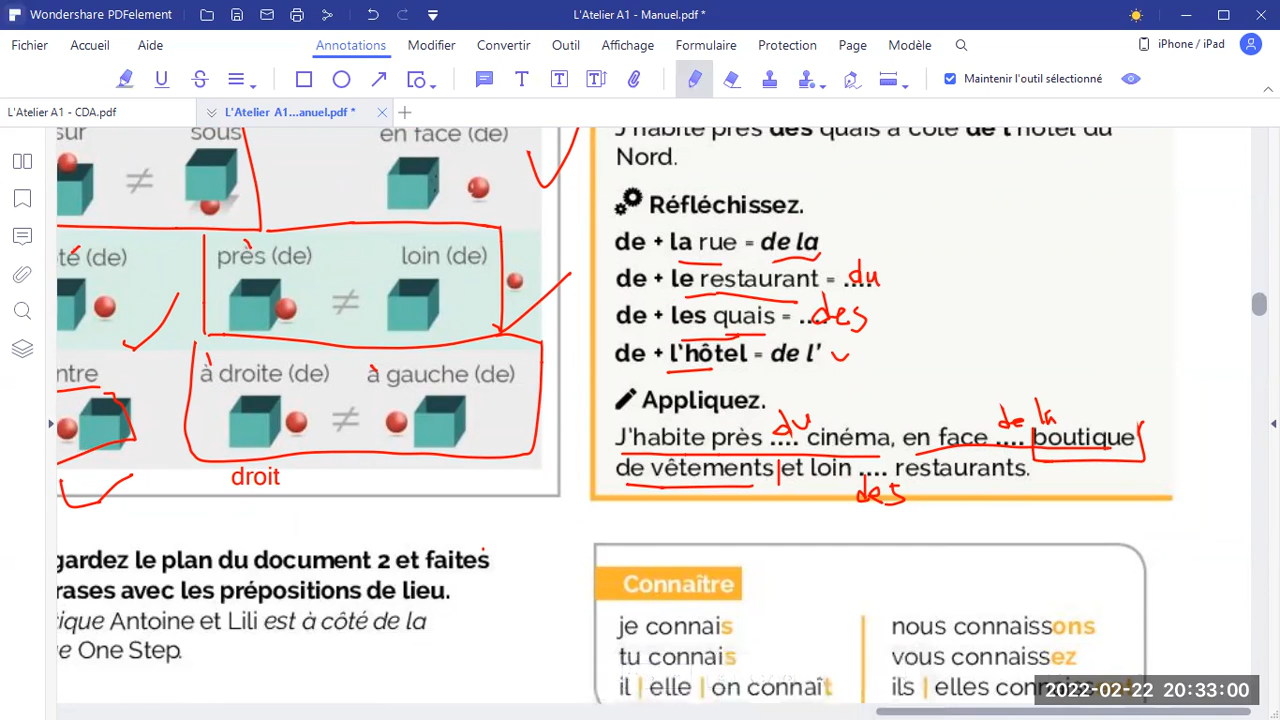 Wondershare PDFelement
L'Atelier A1 - Manuel.pdf *
Fichier Accueil Aide Annotations Modifier Convertir Outil Affichage Formulaire Protection Page Modèle iPhone / iPad
Maintenir l'outil sélectionné
L'Atelier A1 - CDA.pdf
L'Atelier A1...anuel.pdf *
sur sous en face (de)
té (de) près (de) loin (de)
ntre à droite (de) à gauche (de)
droit
J'habite près des quais à côté de l'hôtel du
Nord.
Réfléchissez.
de + la rue = de la
de + le restaurant = .... du
de + les quais = .... des
de + l'hôtel = de l'
Appliquez.
du de la
J'habite près .... cinéma, en face .... boutique
de vêtements et loin .... restaurants.
des
gardez le plan du document 2 et faites
rases avec les prépositions de lieu.
ique Antoine et Lili est à côté de la
e One Step.
Connaître
je connais
tu connais
il | elle | on connaît
nous connaissons
vous connaissez
ils | elles
2022-02-22 20:33:00